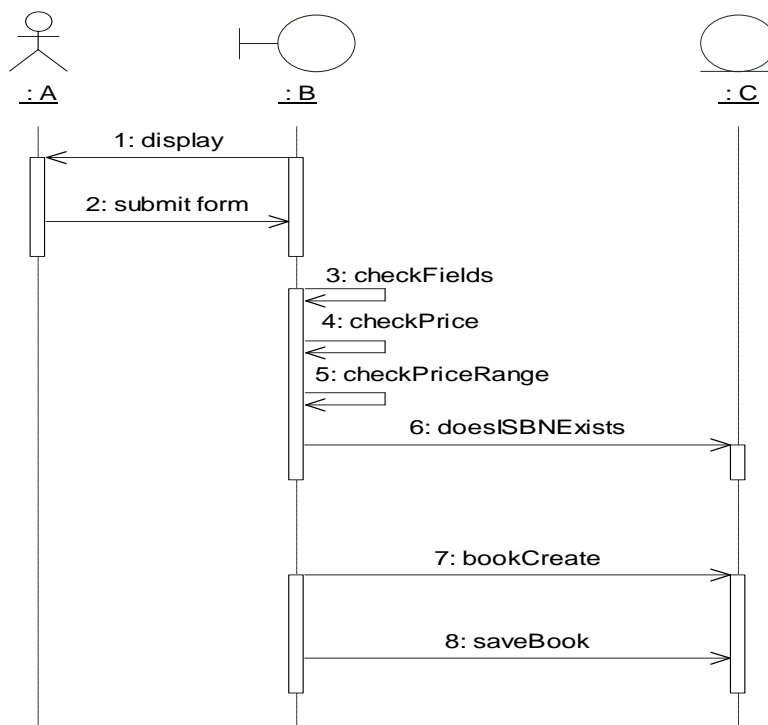 : A
: B
: C
1: display
2: submit form
3: checkFields
4: checkPrice
5: checkPriceRange
6: doesISBNExists
7: bookCreate
8: saveBook